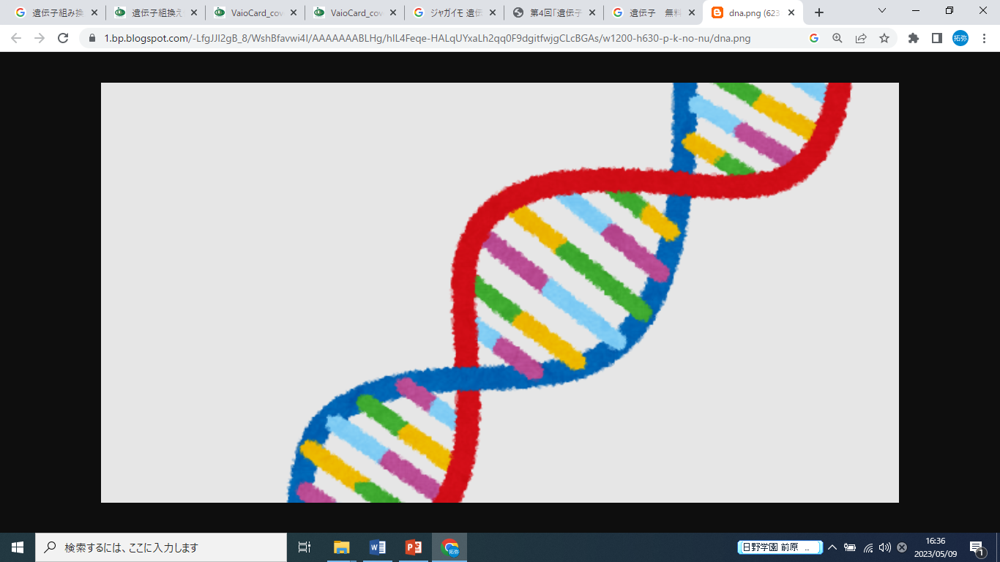 遺伝子組み換
遺伝子組換え
VaioCard_cov
VaioCard_cov
ジャガイモ 遺伝
第4回「遺伝子
遺伝子 無料
dna.png (623
1.bp.blogspot.com/-LfgJJI2gB_8/WshBfavwi4I/AAAAAAABLHg/hIL4Feqe-HALqUYxaLh2qq0F9dgitfwjgCLcBGAs/w1200-h630-p-k-no-nu/dna.png
拓弥
検索するには、ここに入力します
拓弥
日野学園 前原 ...
16:36
2023/05/09
1